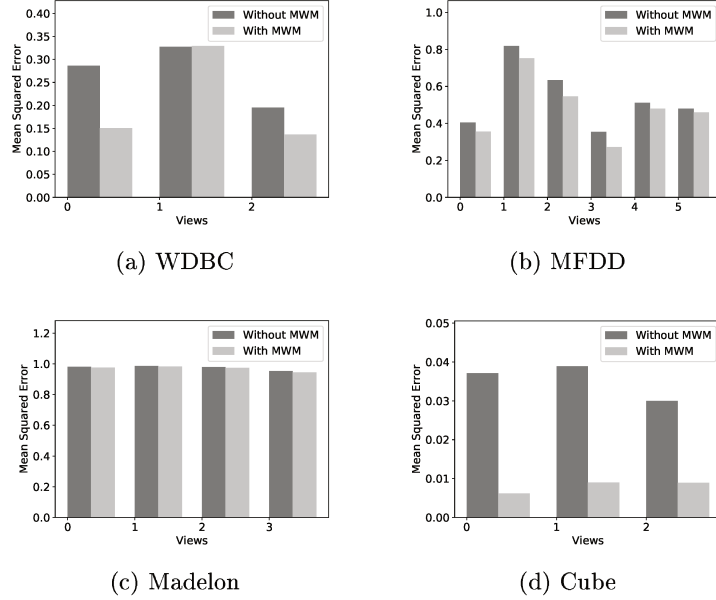 0.40
0.35
0.30
0.25
0.20
0.15
0.10
0.05
0.00
Mean Squared Error
Without MWM
With MWM
0 1 2
Views
(a) WDBC
1.0
0.8
0.6
0.4
0.2
0.0
Mean Squared Error
Without MWM
With MWM
0 1 2 3 4 5
Views
(b) MFDD
1.2
1.0
0.8
0.6
0.4
0.2
0.0
Mean Squared Error
Without MWM
With MWM
0 1 2 3
Views
(c) Madelon
0.05
0.04
0.03
0.02
0.01
0.00
Mean Squared Error
Without MWM
With MWM
0 1 2
Views
(d) Cube